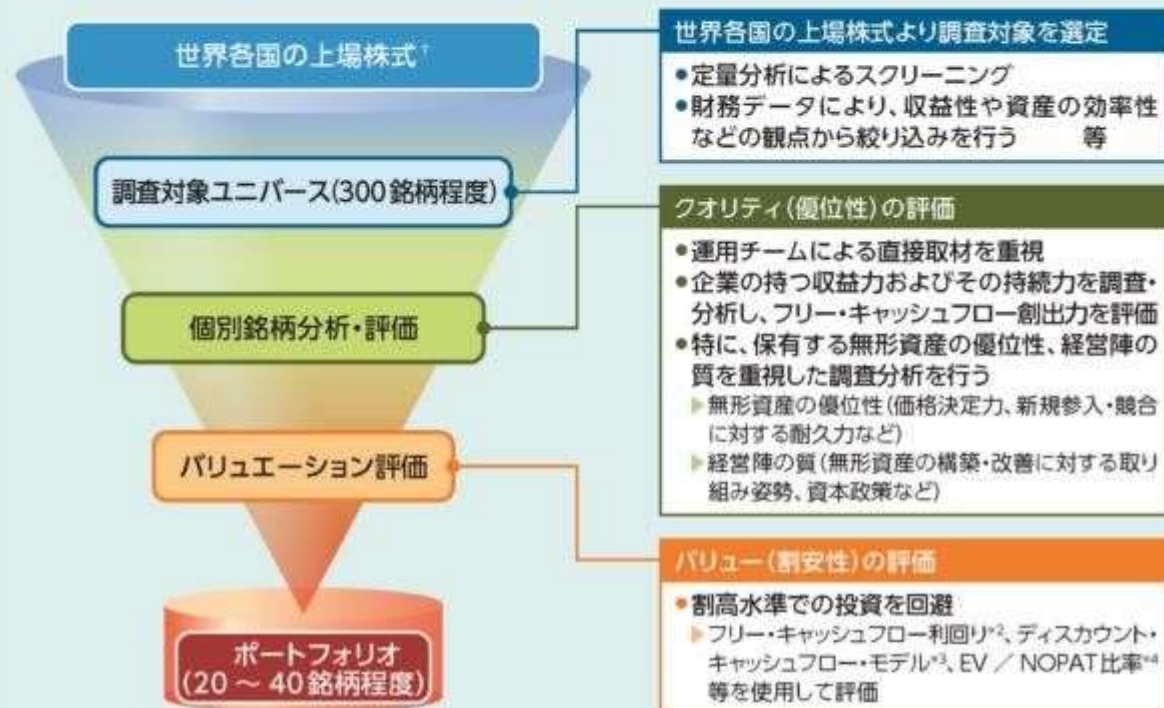 世界各国の上場株式†
調査対象ユニバース(300銘柄程度)
個別銘柄分析・評価
バリュエーション評価
ポートフォリオ
(20 ～ 40銘柄程度)
世界各国の上場株式より調査対象を選定
●定量分析によるスクリーニング
●財務データにより、収益性や資産の効率性
などの観点から絞り込みを行う 等
クオリティ(優位性)の評価
●運用チームによる直接取材を重視
●企業の持つ収益力およびその持続力を調査・
分析し、フリー・キャッシュフロー創出力を評価
●特に、保有する無形資産の優位性、経営陣の
質を重視した調査分析を行う
▶無形資産の優位性(価格決定力、新規参入・競合
に対する耐久力など)
▶経営陣の質(無形資産の構築・改善に対する取り
組み姿勢、資本政策など)
バリュー(割安性)の評価
●割高水準での投資を回避
▶フリー・キャッシュフロー利回り*2、ディスカウント・
キャッシュフロー・モデル*3、EV ／ NOPAT比率*4
等を使用して評価